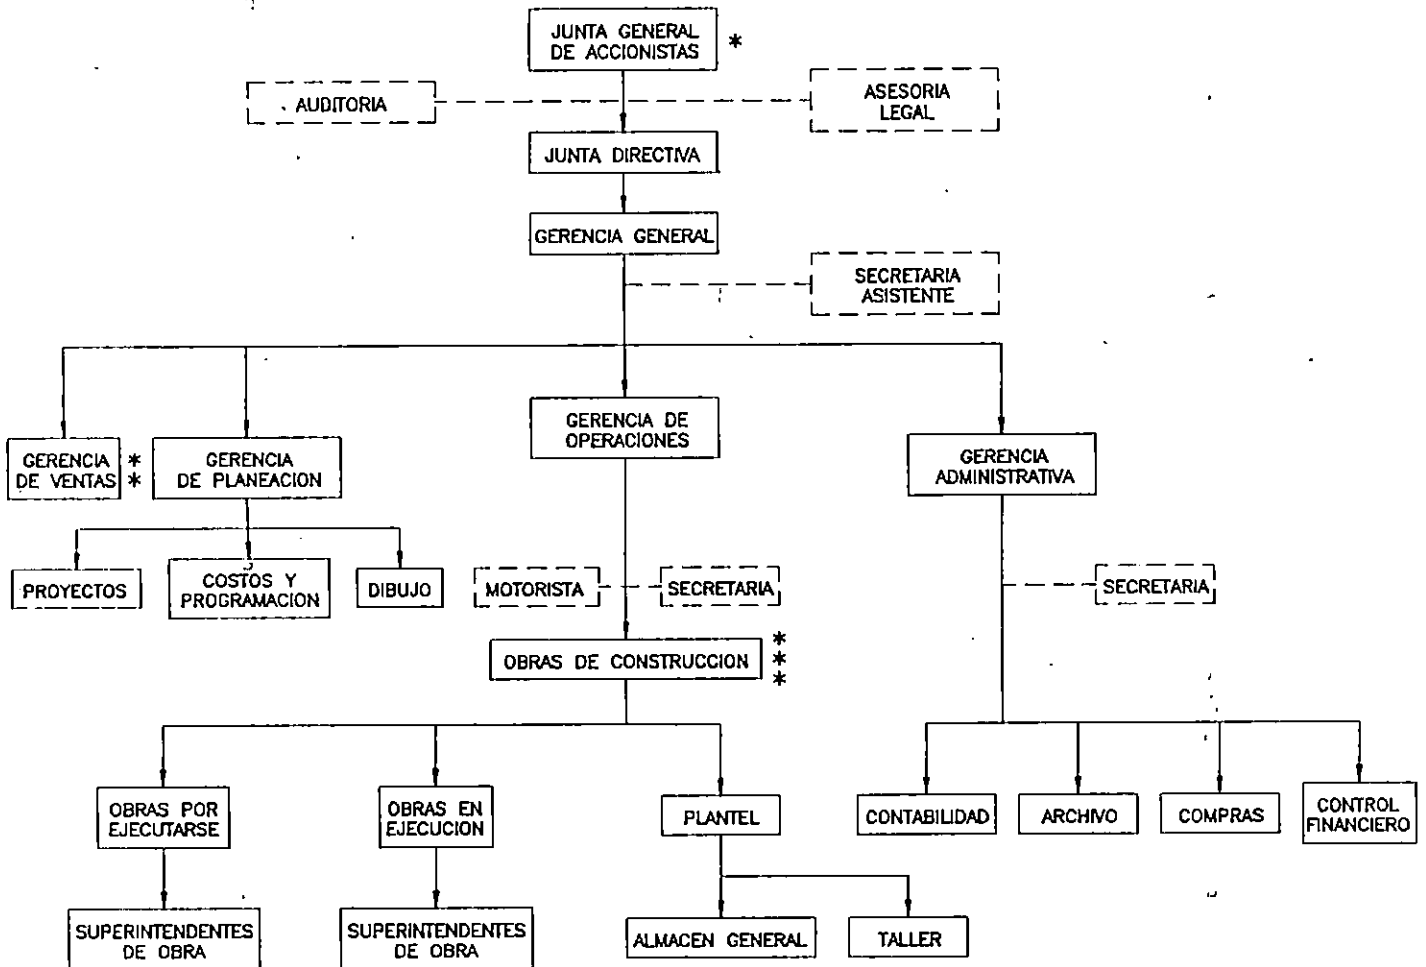 JUNTA GENERAL
DE ACCIONISTAS
*
AUDITORIA
ASESORIA
LEGAL
JUNTA DIRECTIVA
GERENCIA GENERAL
SECRETARIA
ASISTENTE
GERENCIA
DE VENTAS
*
*
GERENCIA
DE PLANEACION
GERENCIA DE
OPERACIONES
GERENCIA
ADMINISTRATIVA
PROYECTOS
COSTOS Y
PROGRAMACION
DIBUJO
MOTORISTA
SECRETARIA
SECRETARIA
OBRAS DE CONSTRUCCION
*
*
*
OBRAS POR
EJECUTARSE
OBRAS EN
EJECUCION
PLANTEL
CONTABILIDAD
ARCHIVO
COMPRAS
CONTROL
FINANCIERO
SUPERINTENDENTES
DE OBRA
SUPERINTENDENTES
DE OBRA
ALMACEN GENERAL
TALLER